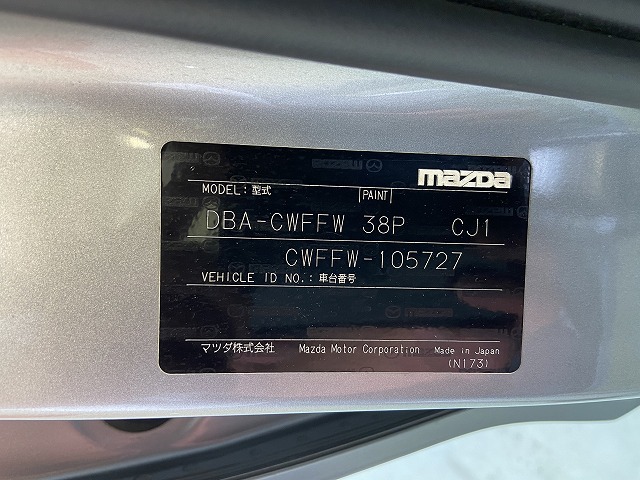 mazda
MODEL: 型式 PAINT
DBA-CWFFW 38P CJ1
CWFFW-105727
VEHICLE ID NO.: 車台番号
マツダ株式会社 Mazda Motor Corporation Made in Japan
(N173)